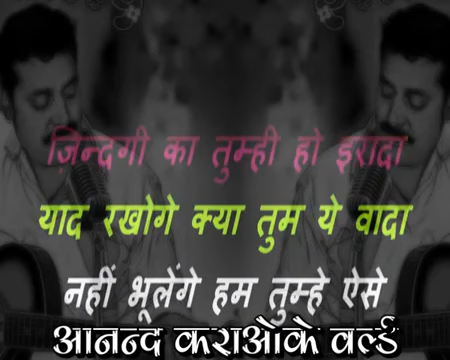 ज़िन्दगी का तुम्ही हो इरादा
याद रखोगे क्या तुम ये वादा
नहीं भूलेंगे हम तुम्हे ऐसे
आनन्द कराओके वर्ल्ड